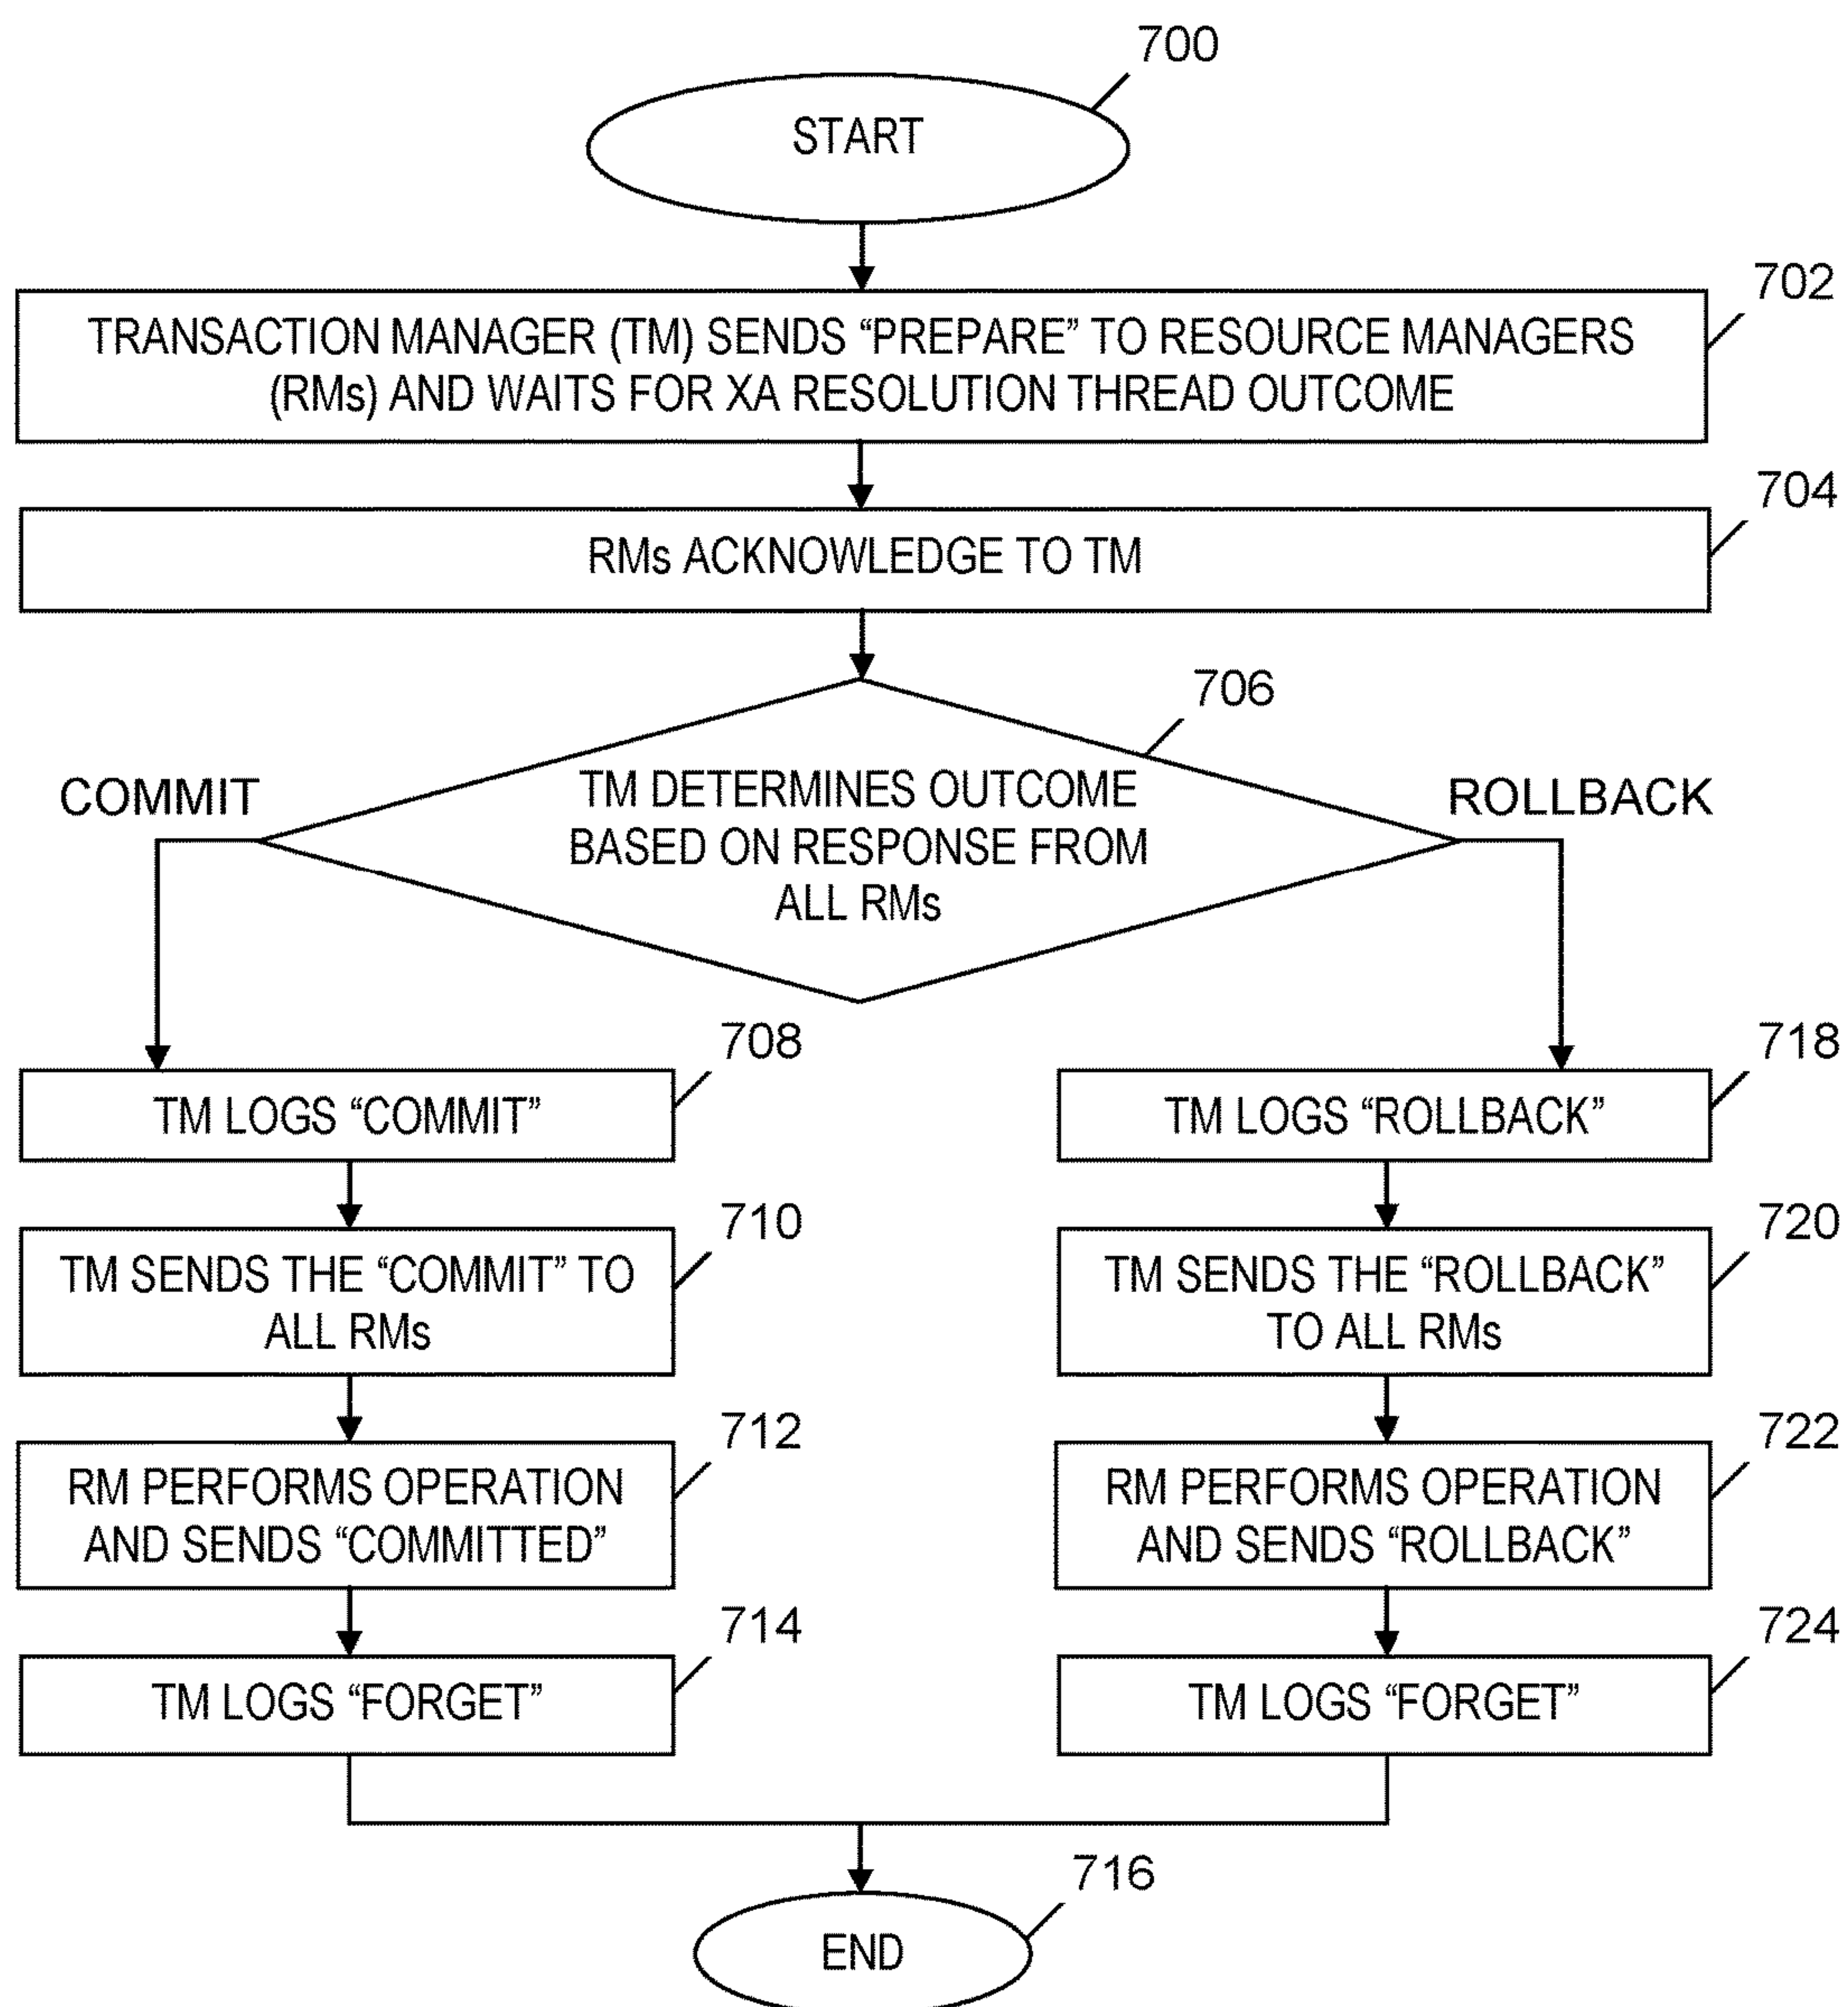 700
START
702
TRANSACTION MANAGER (TM) SENDS “PREPARE” TO RESOURCE MANAGERS
(RMs) AND WAITS FOR XA RESOLUTION THREAD OUTCOME
704
RMs ACKNOWLEDGE TO TM
706
COMMIT
TM DETERMINES OUTCOME
BASED ON RESPONSE FROM
ALL RMs
ROLLBACK
708
TM LOGS “COMMIT”
710
TM SENDS THE “COMMIT” TO
ALL RMs
712
RM PERFORMS OPERATION
AND SENDS “COMMITTED”
714
TM LOGS “FORGET”
718
TM LOGS “ROLLBACK”
720
TM SENDS THE “ROLLBACK”
TO ALL RMs
722
RM PERFORMS OPERATION
AND SENDS “ROLLBACK”
724
TM LOGS “FORGET”
716
END